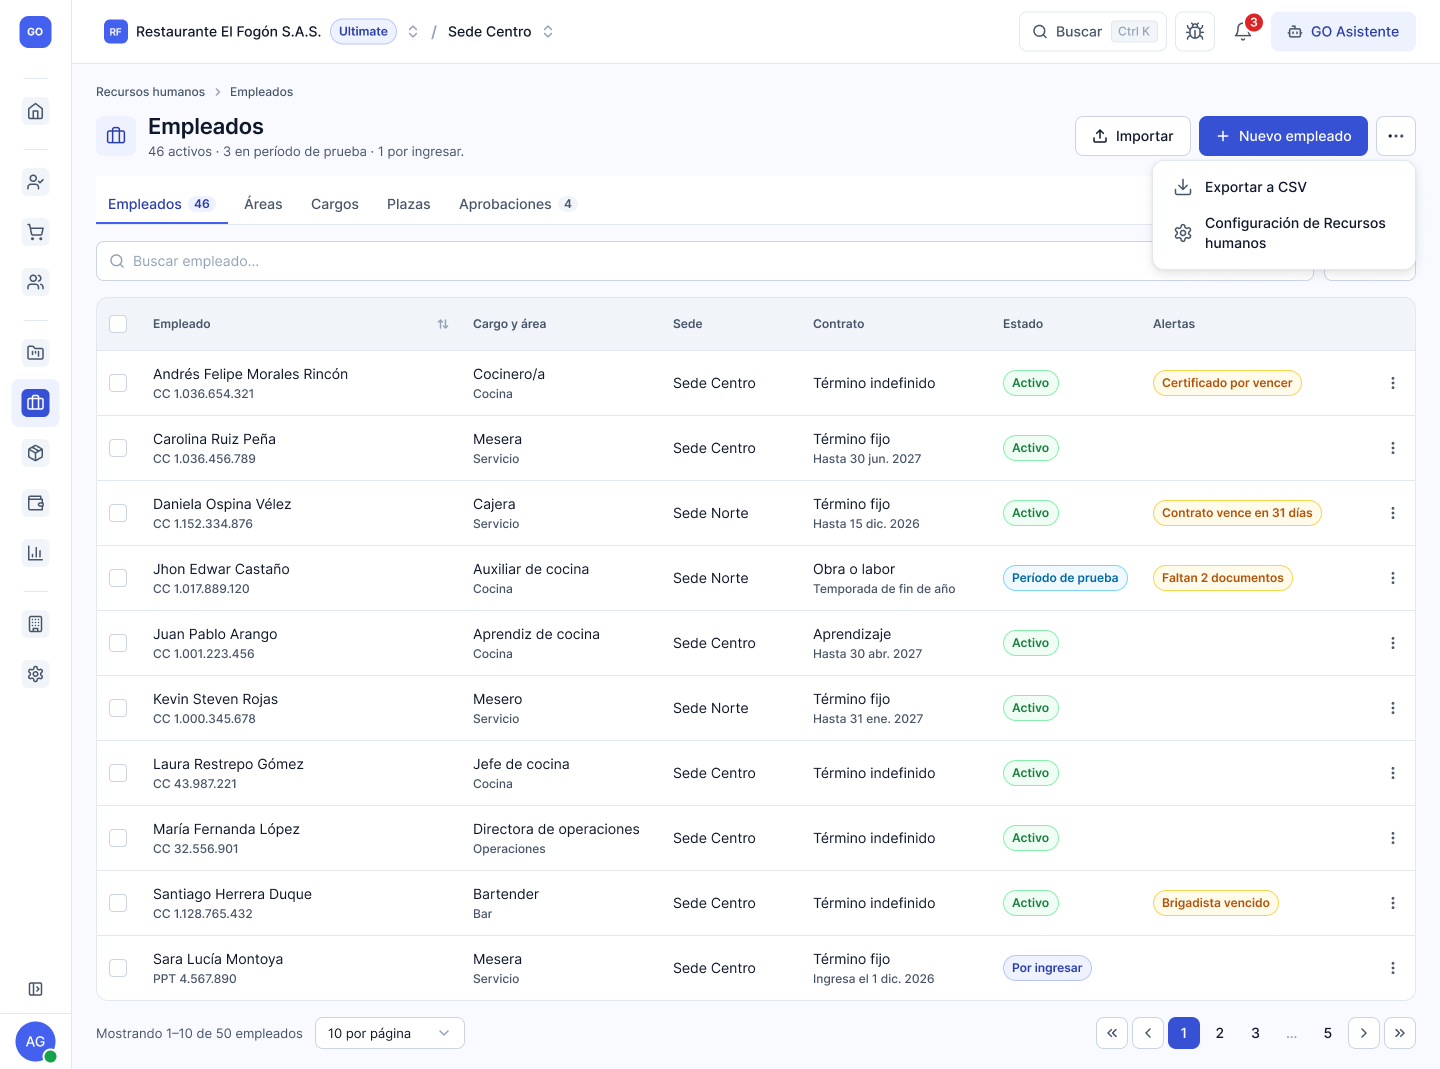 GO
RF Restaurante El Fogón S.A.S. Ultimate / Sede Centro
Buscar Ctrl K
3
GO Asistente
Recursos humanos > Empleados
Empleados
46 activos · 3 en período de prueba · 1 por ingresar.
Importar
+ Nuevo empleado
Exportar a CSV
Configuración de Recursos
humanos
Empleados 46 Áreas Cargos Plazas Aprobaciones 4
Buscar empleado...
Empleado Cargo y área Sede Contrato Estado Alertas
Andrés Felipe Morales Rincón
CC 1.036.654.321
Cocinero/a
Cocina
Sede Centro
Término indefinido
Activo
Certificado por vencer
Carolina Ruiz Peña
CC 1.036.456.789
Mesera
Servicio
Sede Centro
Término fijo
Hasta 30 jun. 2027
Activo
Daniela Ospina Vélez
CC 1.152.334.876
Cajera
Servicio
Sede Norte
Término fijo
Hasta 15 dic. 2026
Activo
Contrato vence en 31 días
Jhon Edwar Castaño
CC 1.017.889.120
Auxiliar de cocina
Cocina
Sede Norte
Obra o labor
Temporada de fin de año
Período de prueba
Faltan 2 documentos
Juan Pablo Arango
CC 1.001.223.456
Aprendiz de cocina
Cocina
Sede Centro
Aprendizaje
Hasta 30 abr. 2027
Activo
Kevin Steven Rojas
CC 1.000.345.678
Mesero
Servicio
Sede Norte
Término fijo
Hasta 31 ene. 2027
Activo
Laura Restrepo Gómez
CC 43.987.221
Jefe de cocina
Cocina
Sede Centro
Término indefinido
Activo
María Fernanda López
CC 32.556.901
Directora de operaciones
Operaciones
Sede Centro
Término indefinido
Activo
Santiago Herrera Duque
CC 1.128.765.432
Bartender
Bar
Sede Centro
Término indefinido
Activo
Brigadista vencido
Sara Lucía Montoya
PPT 4.567.890
Mesera
Servicio
Sede Centro
Término fijo
Ingresa el 1 dic. 2026
Por ingresar
Mostrando 1–10 de 50 empleados
10 por página
1 2 3 ... 5
AG